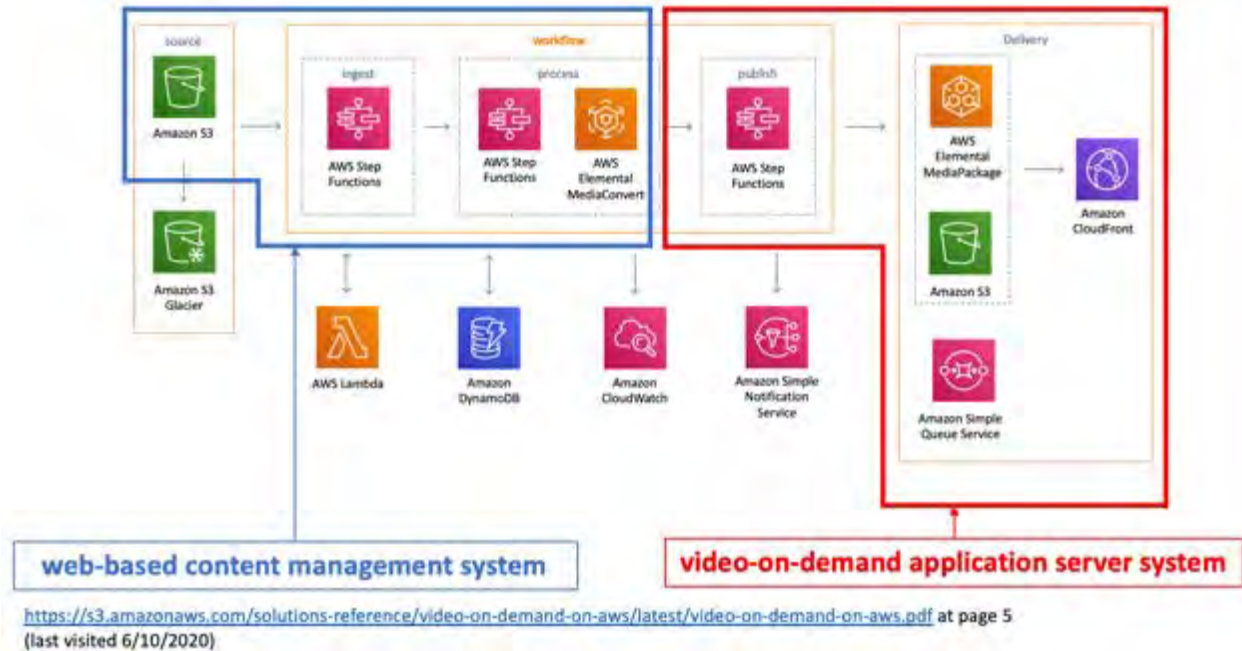 source
workflow
Delivery
ingest
process
publish
Amazon S3
AWS Step
Functions
AWS Step
Functions
AWS
Elemental
MediaConvert
AWS Step
Functions
AWS
Elemental
MediaPackage
Amazon
CloudFront
Amazon S3
Glacier
Amazon S3
AWS Lambda
Amazon
DynamoDB
Amazon
CloudWatch
Amazon Simple
Notification
Service
Amazon Simple
Queue Service
web-based content management system
video-on-demand application server system
https://s3.amazonaws.com/solutions-reference/video-on-demand-on-aws/latest/video-on-demand-on-aws.pdf at page 5
(last visited 6/10/2020)